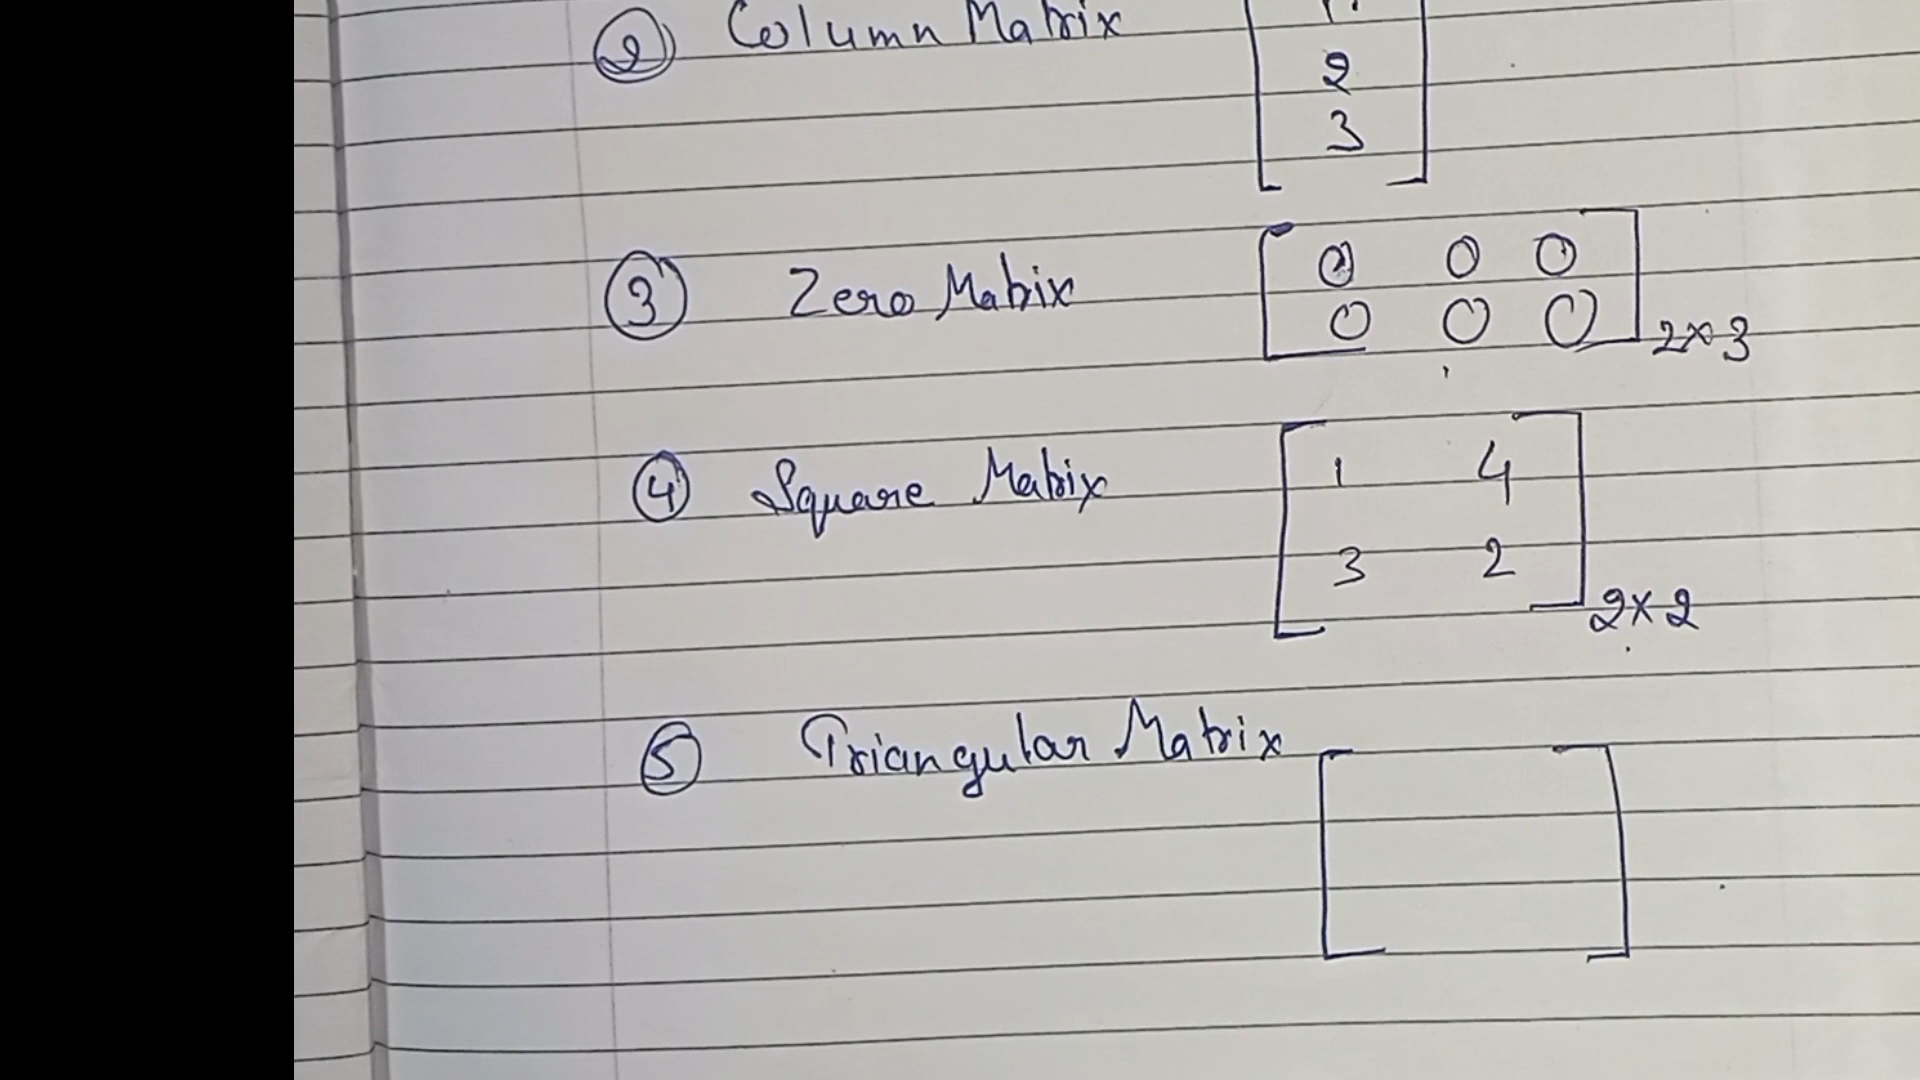 ② Column Matrix [1
2
3]
③ Zero Matrix [0 0 0
0 0 0] 2×3
④ Square Matrix [1 4
3 2] 2×2
⑤ Triangular Matrix [ ]